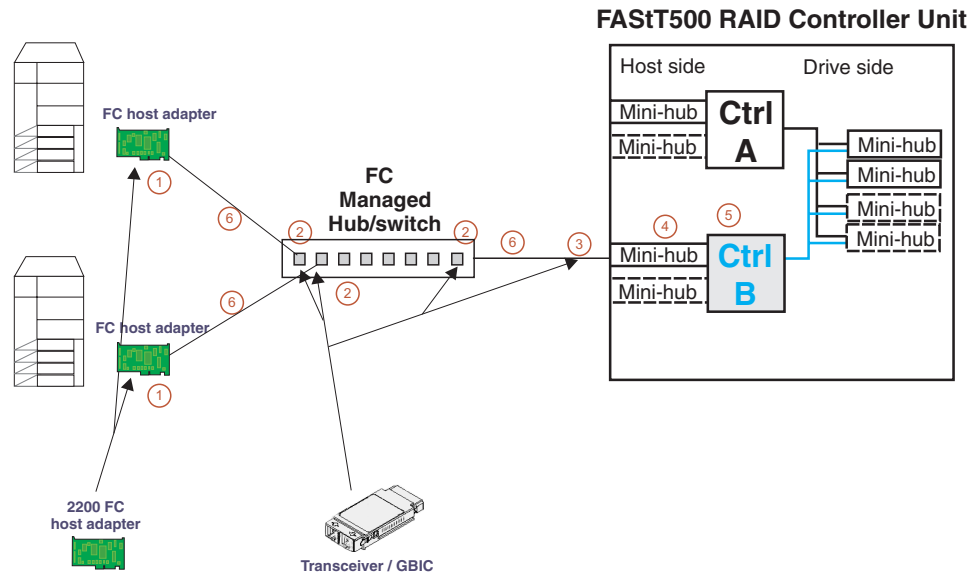 FAStT500 RAID Controller Unit
Host side
Drive side
FC host adapter
Mini-hub
Ctrl
A
Mini-hub
Mini-hub
Mini-hub
Mini-hub
Mini-hub
1
FC
Managed
Hub/switch
6
2
2
6
3
4
5
Mini-hub
Ctrl
B
Mini-hub
2
6
FC host adapter
1
2200 FC
host adapter
Transceiver / GBIC